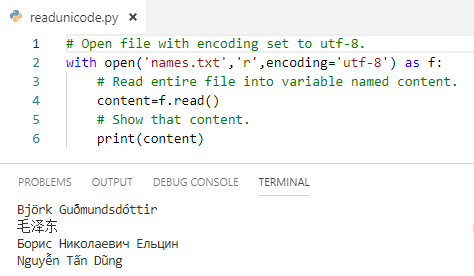 readunicode.py ×
1 # Open file with encoding set to utf-8.
2 with open('names.txt','r',encoding='utf-8') as f:
3 # Read entire file into variable named content.
4 content=f.read()
5 # Show that content.
6 print(content)
PROBLEMS OUTPUT DEBUG CONSOLE TERMINAL
Björk Guðmundsdóttir
毛泽东
Борис Николаевич Ельцин
Nguyễn Tấn Dũng